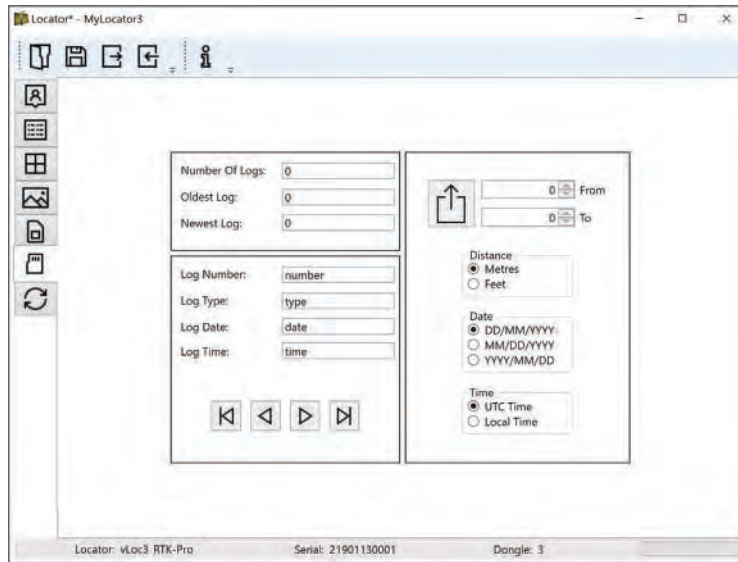 Locator* - MyLocator3
Number Of Logs: 0
Oldest Log: 0
Newest Log: 0
Log Number: number
Log Type: type
Log Date: date
Log Time: time
0 From
0 To
Distance
Metres
Feet
Date
DD/MM/YYYY
MM/DD/YYYY
YYYY/MM/DD
Time
UTC Time
Local Time
Locator: vLoc3 RTK-Pro Serial: 21901130001 Dongle: 3